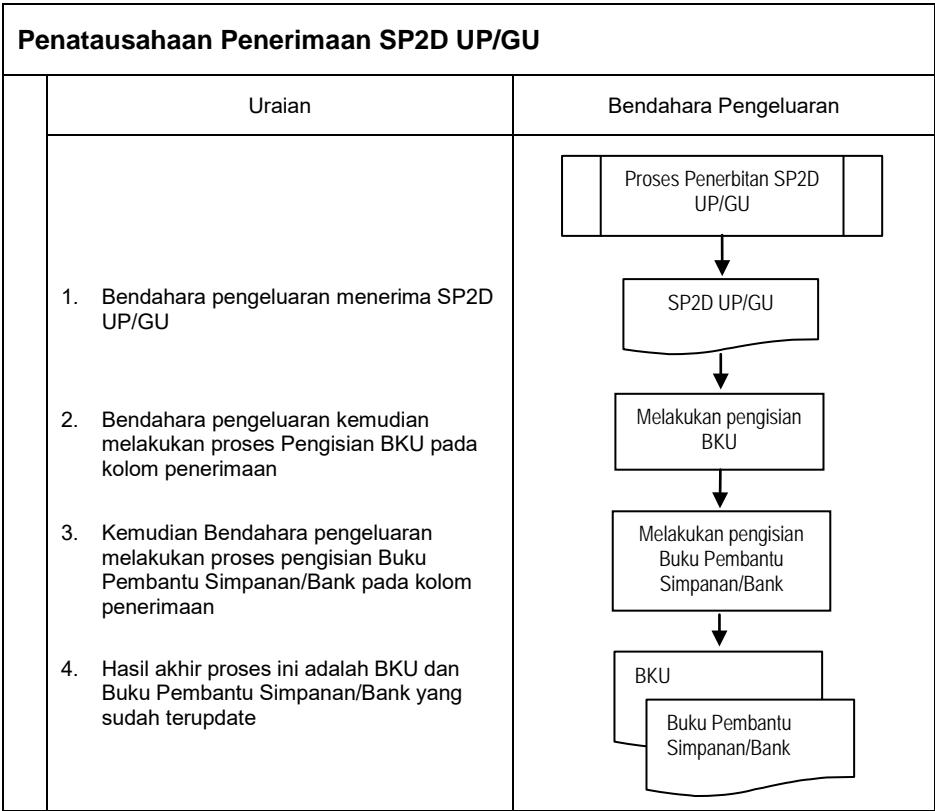 Penatausahaan Penerimaan SP2D UP/GU
Uraian
Bendahara Pengeluaran
Proses Penerbitan SP2D
UP/GU
1. Bendahara pengeluaran menerima SP2D
UP/GU
SP2D UP/GU
2. Bendahara pengeluaran kemudian
melakukan proses Pengisian BKU pada
kolom penerimaan
Melakukan pengisian
BKU
3. Kemudian Bendahara pengeluaran
melakukan proses pengisian Buku
Pembantu Simpanan/Bank pada kolom
penerimaan
Melakukan pengisian
Buku Pembantu
Simpanan/Bank
4. Hasil akhir proses ini adalah BKU dan
Buku Pembantu Simpanan/Bank yang
sudah terupdate
BKU
Buku Pembantu
Simpanan/Bank